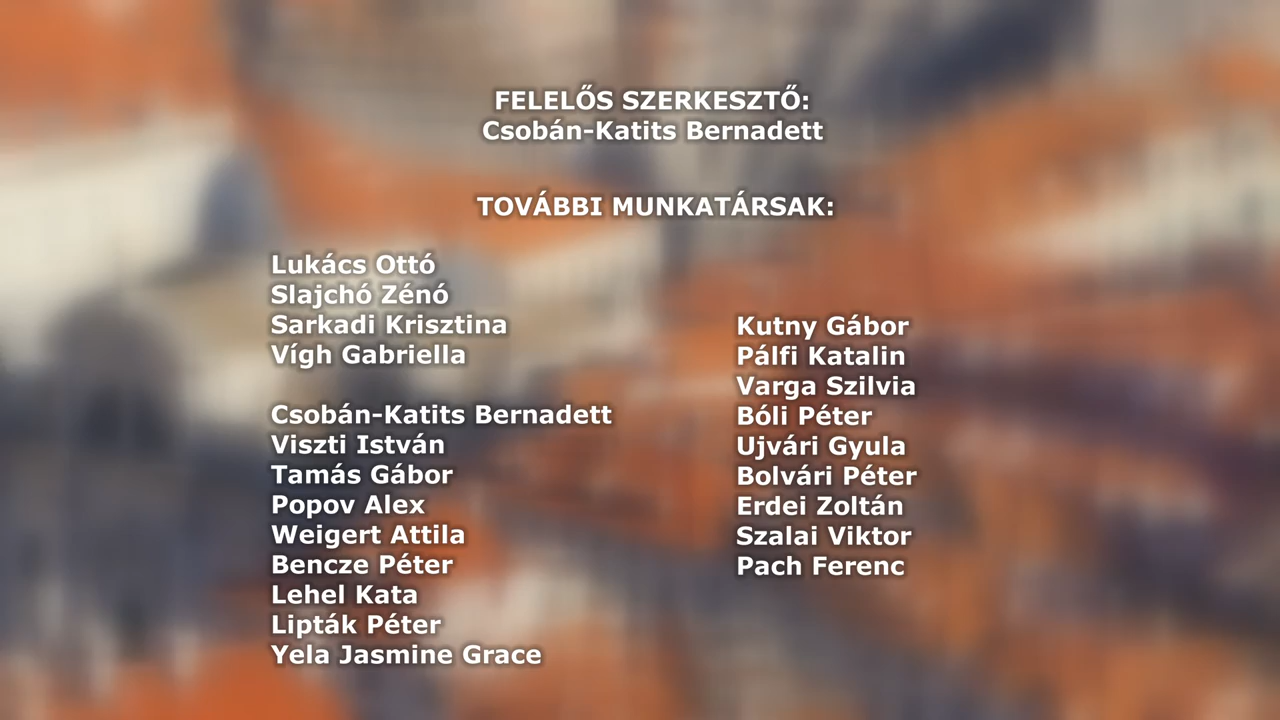 FELELŐS SZERKESZTŐ:
Csobán-Katits Bernadett
TOVÁBBI MUNKATÁRSAK:
Lukács Ottó
Slajchó Zénó
Sarkadi Krisztina
Vígh Gabriella
Csobán-Katits Bernadett
Viszti István
Tamás Gábor
Popov Alex
Weigert Attila
Bencze Péter
Lehel Kata
Lipták Péter
Yela Jasmine Grace
Kutny Gábor
Pálfi Katalin
Varga Szilvia
Bóli Péter
Ujvári Gyula
Bolvári Péter
Erdei Zoltán
Szalai Viktor
Pach Ferenc